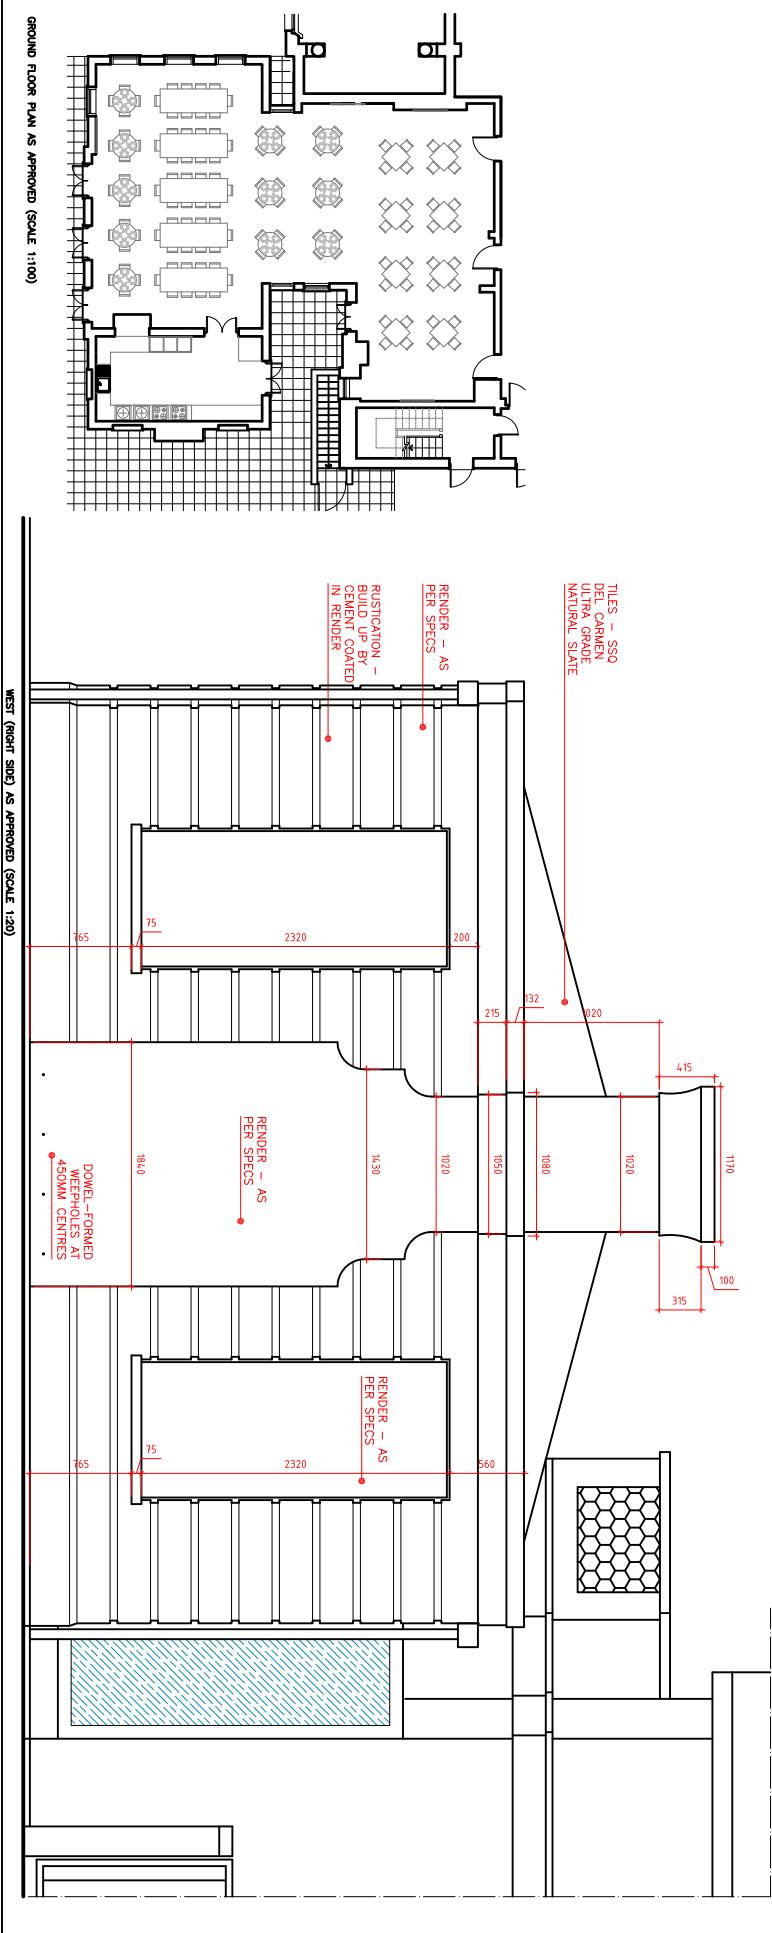 GROUND FLOOR PLAN AS APPROVED (SCALE 1:100)
TILES – SSQ
DEL CARMEN
ULTRA GRADE
NATURAL SLATE
RENDER – AS
PER SPECS
RUSTICATION –
BUILD UP BY
CEMENT COATED
IN RENDER
765
75
2320
200
215
132
1020
415
1170
100
315
1840
1430
1020
1050
1080
1020
RENDER – AS
PER SPECS
DOWEL–FORMED
WEEPHOLES AT
450MM CENTRES
RENDER – AS
PER SPECS
765
75
2320
560
WEST (RIGHT SIDE) AS APPROVED (SCALE 1:20)